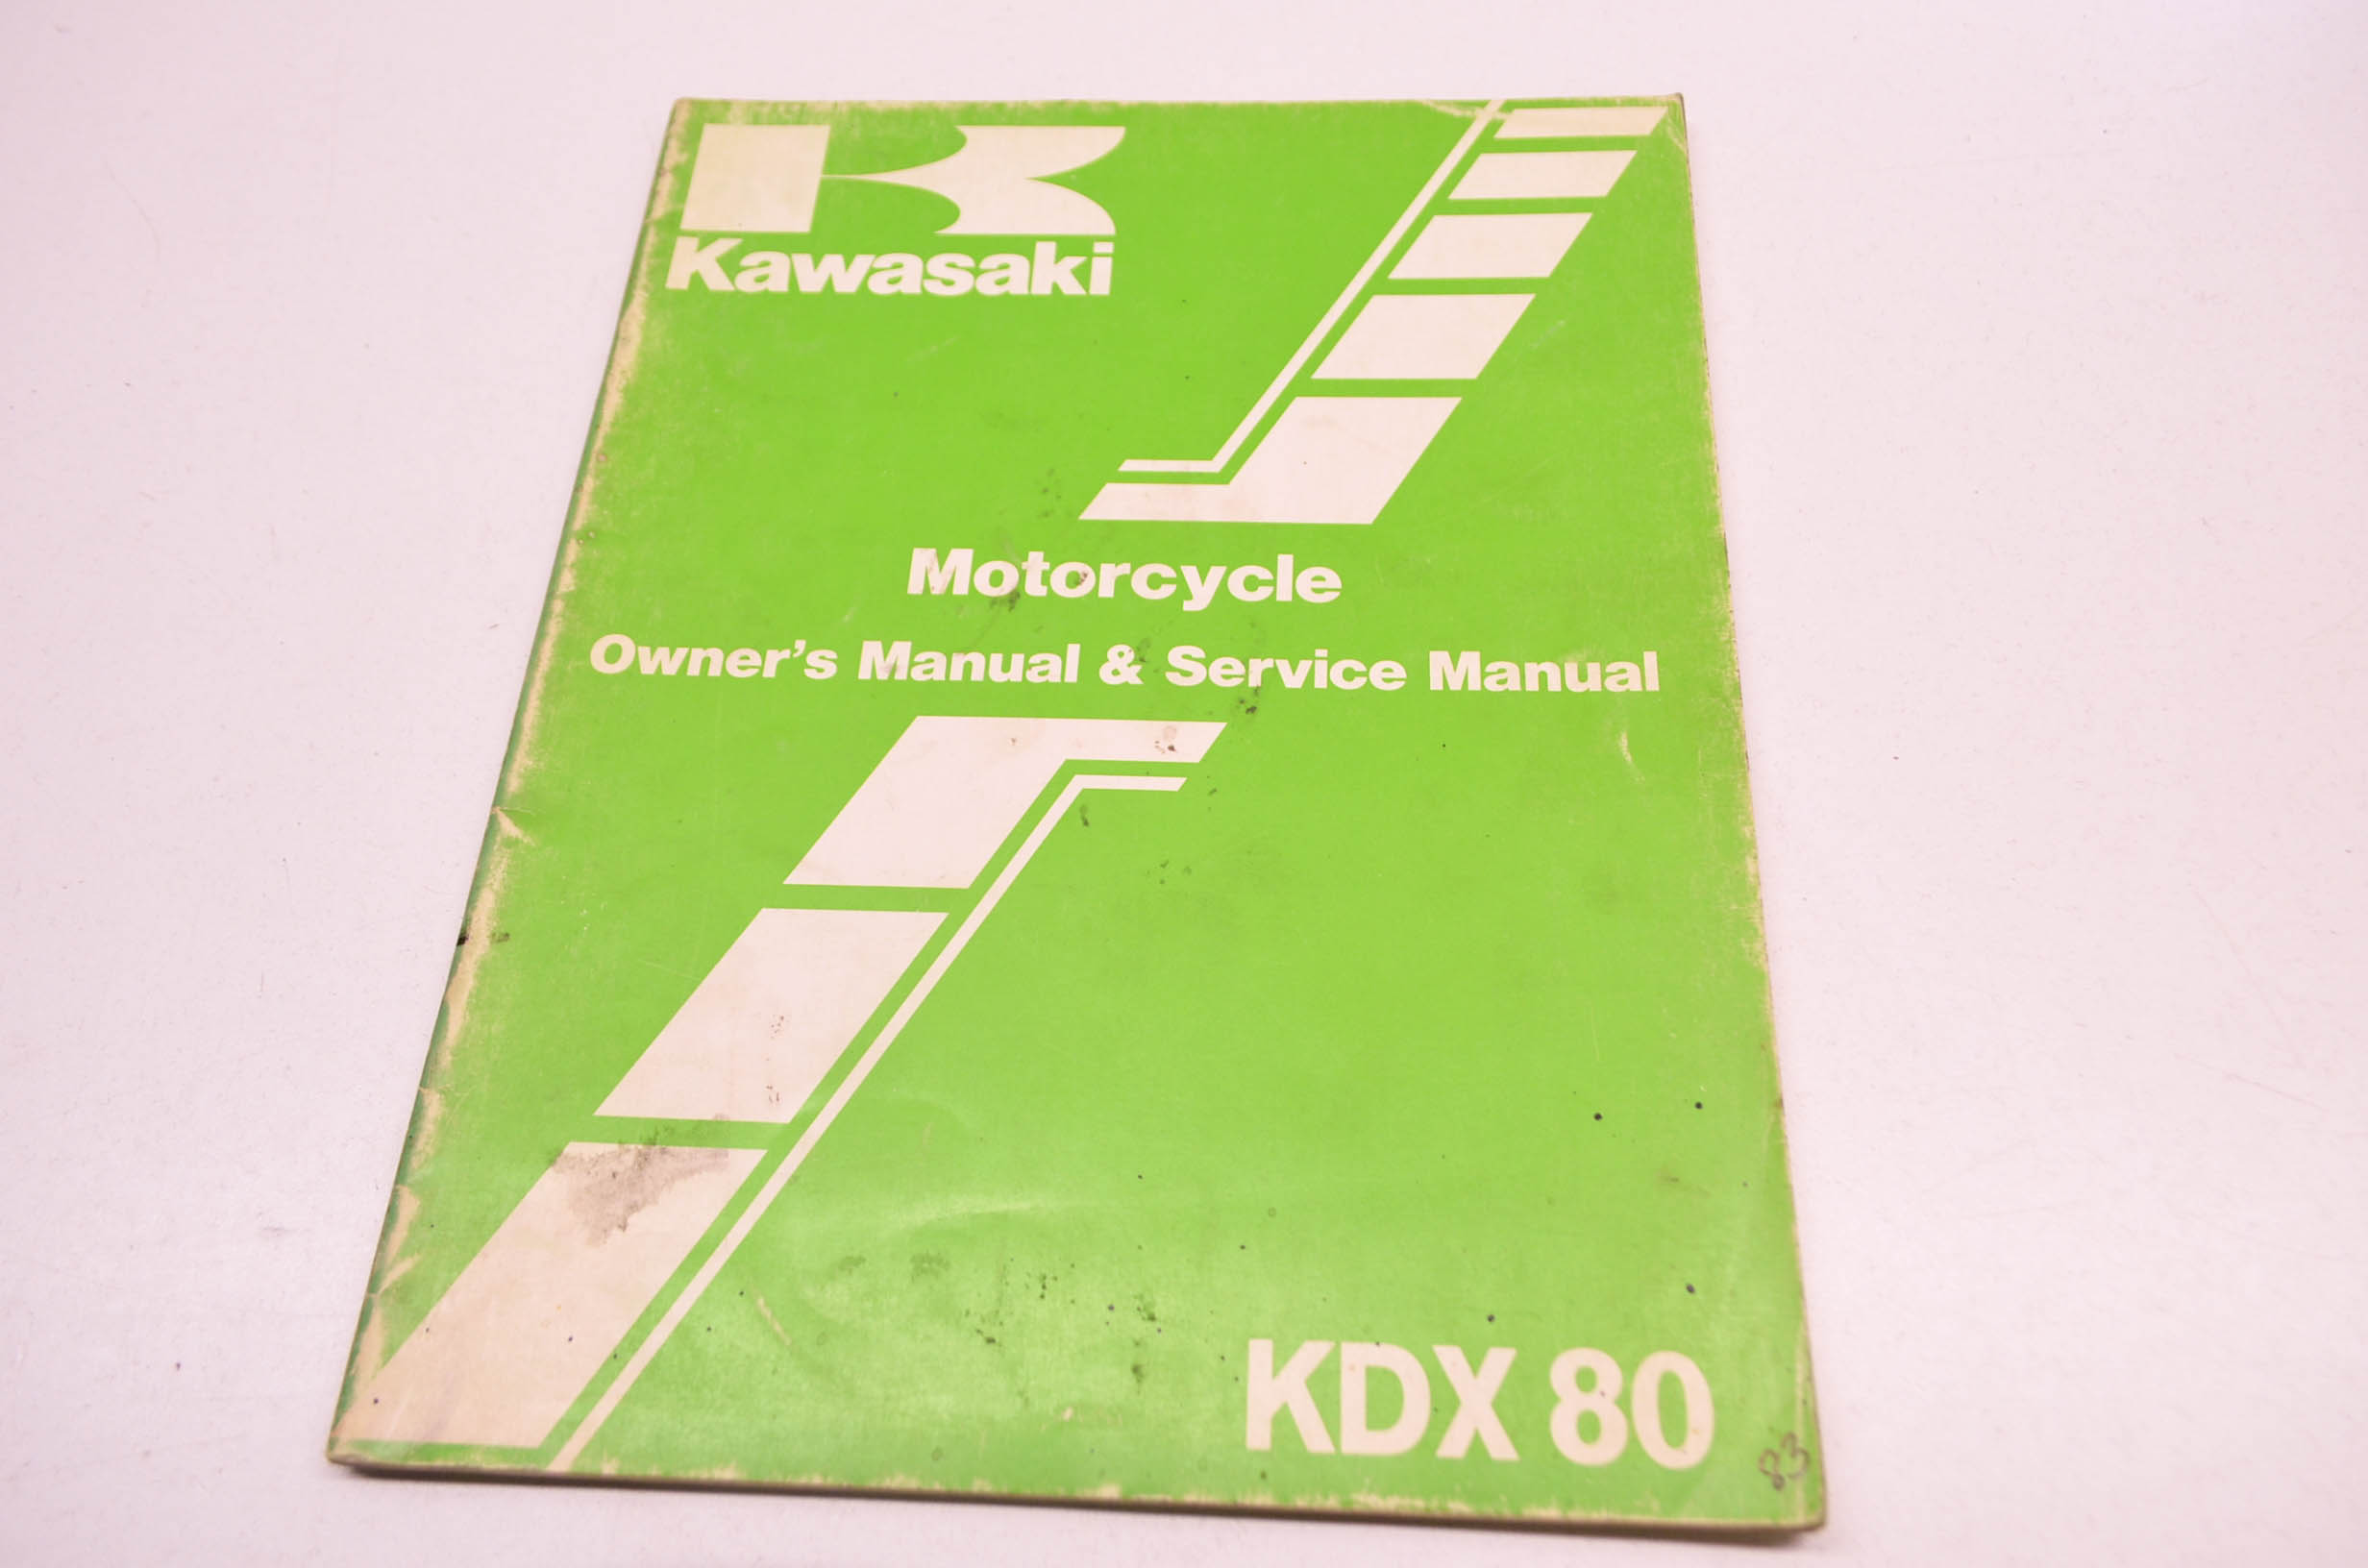 Kawasaki
Motorcycle
Owner's Manual & Service Manual
KDX 80
83